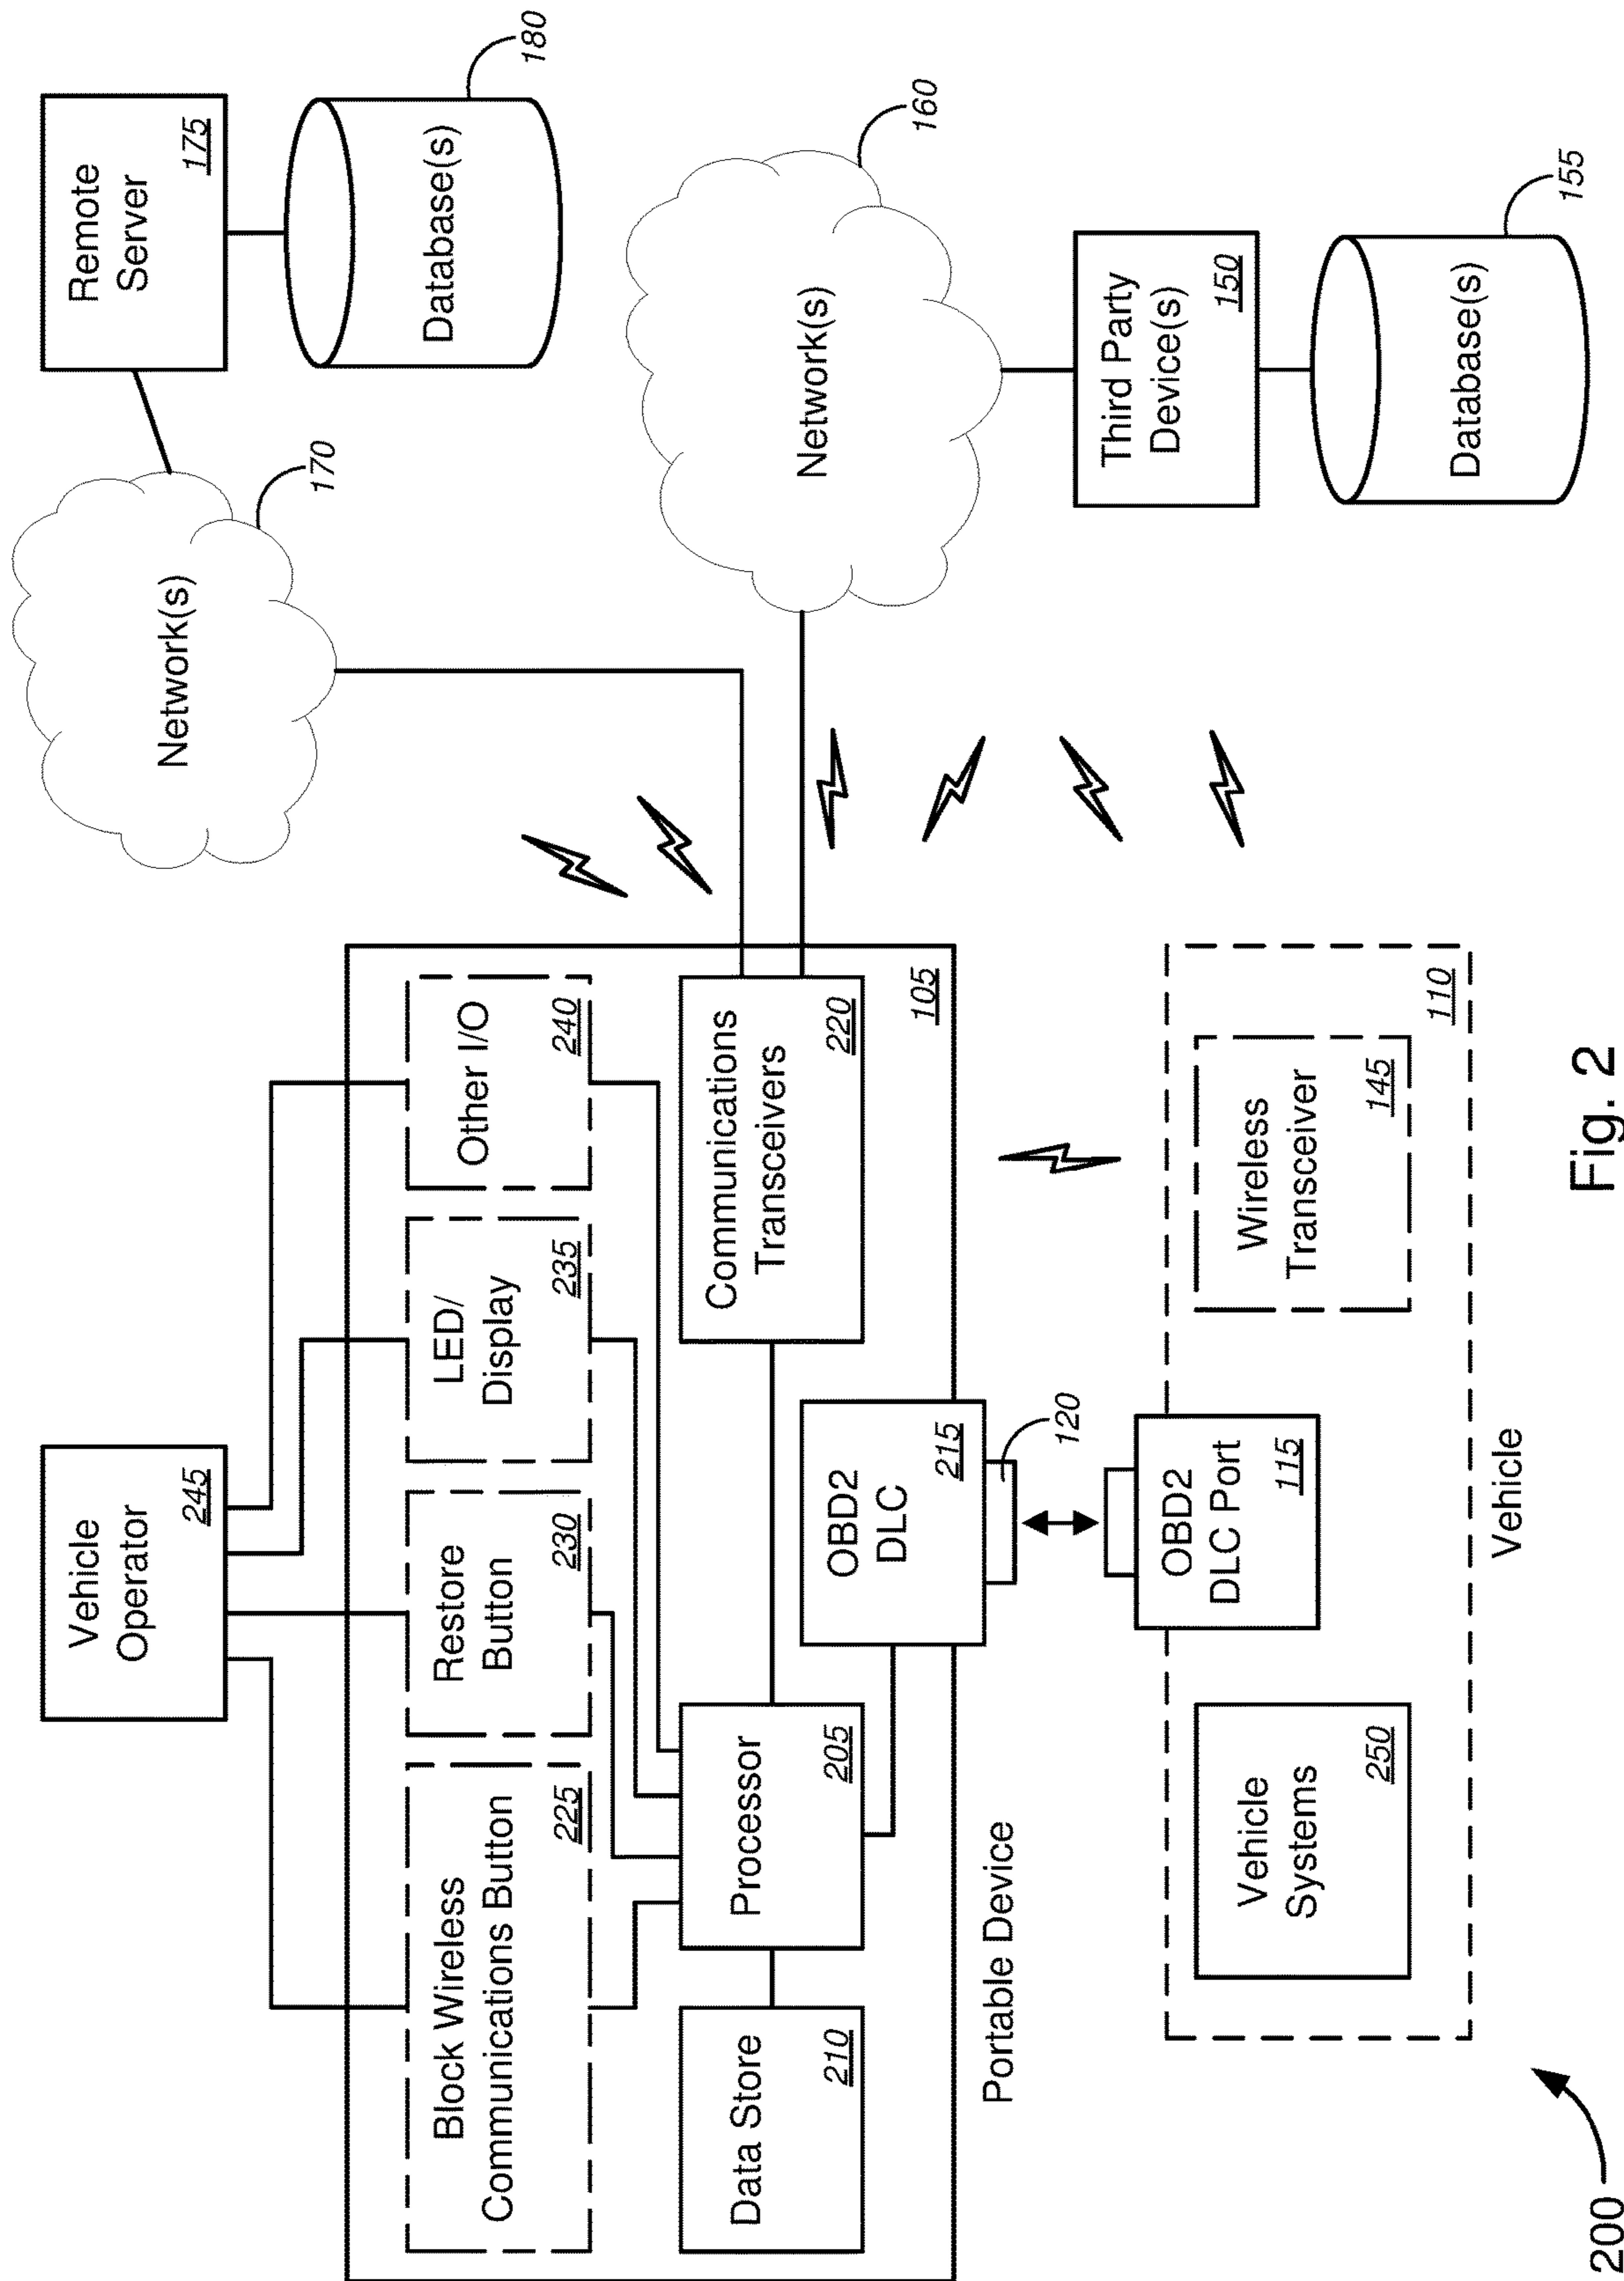 Vehicle
Operator
245
Remote
Server
175
Database(s)
180
Network(s)
170
Block Wireless
Communications Button
225
Restore
Button
230
LED/
Display
235
Other I/O
240
Data Store
210
Processor
205
Communications
Transceivers
220
OBD2
DLC
215
105
120
Portable Device
Network(s)
160
Third Party
Device(s)
150
Database(s)
155
Vehicle
Systems
250
OBD2
DLC Port
115
Wireless
Transceiver
145
110
Vehicle
200
Fig. 2